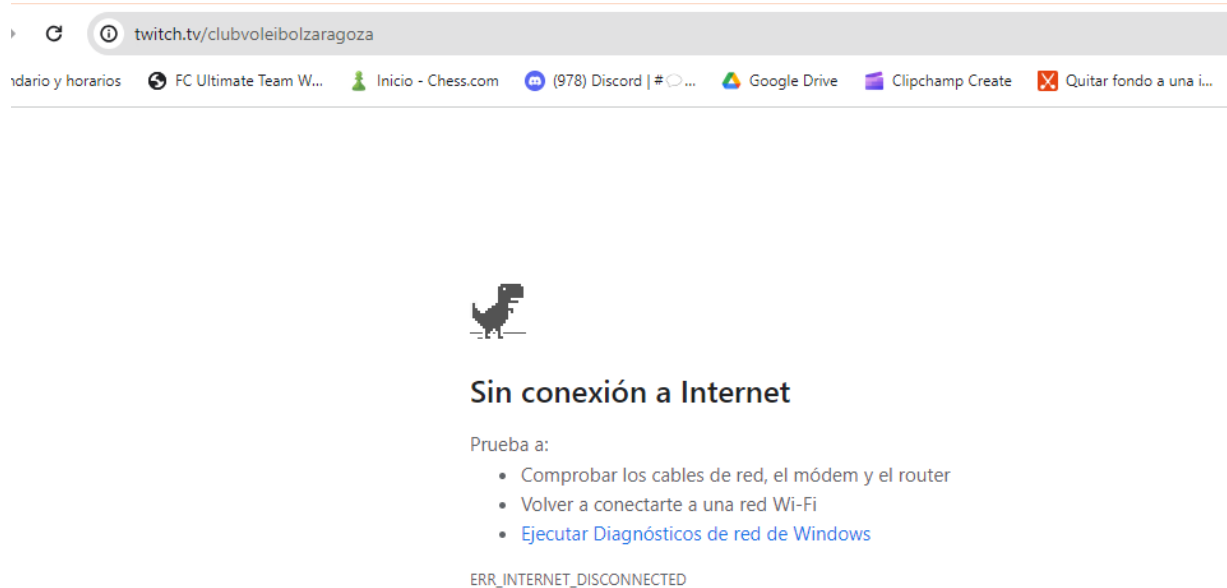 twitch.tv/clubvoleibolzaragoza
ndario y horarios FC Ultimate Team W... Inicio - Chess.com (978) Discord | #... Google Drive Clipchamp Create Quitar fondo a una i...
Sin conexión a Internet
Prueba a:
• Comprobar los cables de red, el módem y el router
• Volver a conectarte a una red Wi-Fi
• Ejecutar Diagnósticos de red de Windows
ERR_INTERNET_DISCONNECTED